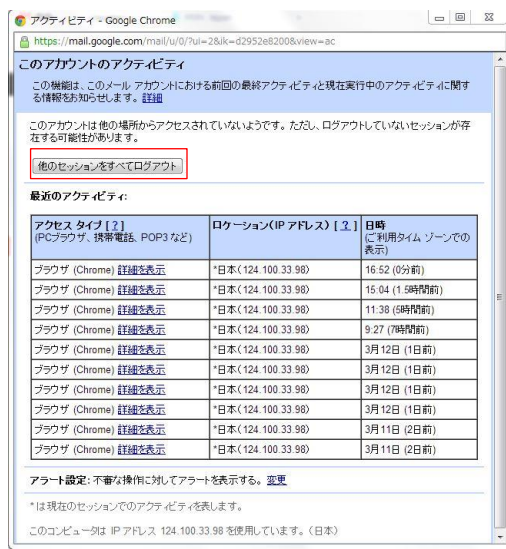 アクティビティ - Google Chrome
https://mail.google.com/mail/u/0/?ui=2&ik=d2952e8200&view=ac
このアカウントのアクティビティ
この機能は、このメール アカウントにおける前回の最終アクティビティと現在実行中のアクティビティに関す
る情報をお知らせします。 詳細
このアカウントは他の場所からアクセスされていないようです。ただし、ログアウトしていないセッションが存
在する可能性があります。
他のセッションをすべてログアウト
最近のアクティビティ:
アクセス タイプ [ ? ] ロケーション(IP アドレス) [ ? ] 日時
(PCブラウザ、携帯電話、POP3 など) (ご利用タイム ゾーンでの
表示)
ブラウザ (Chrome) 詳細を表示 *日本(124.100.33.98) 16:52 (0分前)
ブラウザ (Chrome) 詳細を表示 *日本(124.100.33.98) 15:04 (1.5時間前)
ブラウザ (Chrome) 詳細を表示 *日本(124.100.33.98) 11:38 (5時間前)
ブラウザ (Chrome) 詳細を表示 *日本(124.100.33.98) 9:27 (7時間前)
ブラウザ (Chrome) 詳細を表示 *日本(124.100.33.98) 3月12日 (1日前)
ブラウザ (Chrome) 詳細を表示 *日本(124.100.33.98) 3月12日 (1日前)
ブラウザ (Chrome) 詳細を表示 *日本(124.100.33.98) 3月12日 (1日前)
ブラウザ (Chrome) 詳細を表示 *日本(124.100.33.98) 3月12日 (1日前)
ブラウザ (Chrome) 詳細を表示 *日本(124.100.33.98) 3月11日 (2日前)
ブラウザ (Chrome) 詳細を表示 *日本(124.100.33.98) 3月11日 (2日前)
アラート設定: 不審な操作に対してアラートを表示する。 変更
* は現在のセッションでのアクティビティを表します。
このコンピュータは IP アドレス 124.100.33.98 を使用しています。(日本)